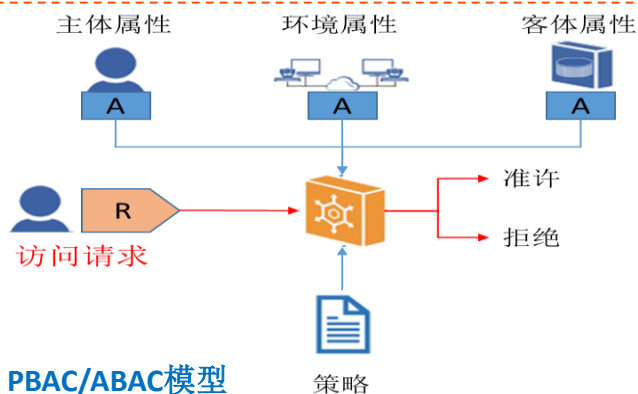 主体属性 环境属性 客体属性
A A A
准许
R
拒绝
访问请求
PBAC/ABAC模型
策略